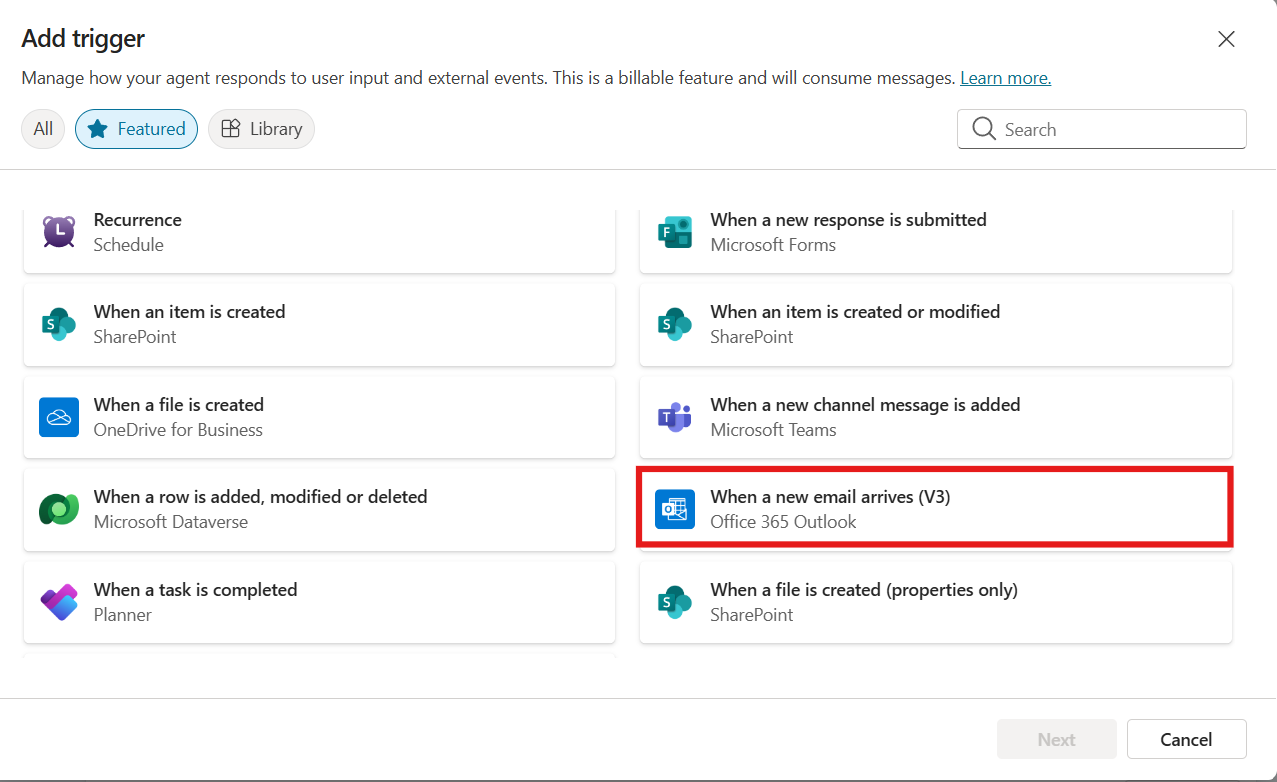 Add trigger
Manage how your agent responds to user input and external events. This is a billable feature and will consume messages. Learn more.
All
Featured
Library
Search
Recurrence
Schedule
When a new response is submitted
Microsoft Forms
When an item is created
SharePoint
When an item is created or modified
SharePoint
When a file is created
OneDrive for Business
When a new channel message is added
Microsoft Teams
When a row is added, modified or deleted
Microsoft Dataverse
When a new email arrives (V3)
Office 365 Outlook
When a task is completed
Planner
When a file is created (properties only)
SharePoint
Next
Cancel